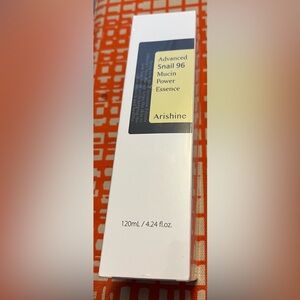 Advanced
Snail 96
Mucin
Power
Essence
Arishine
120mL / 4.24 fl.oz.